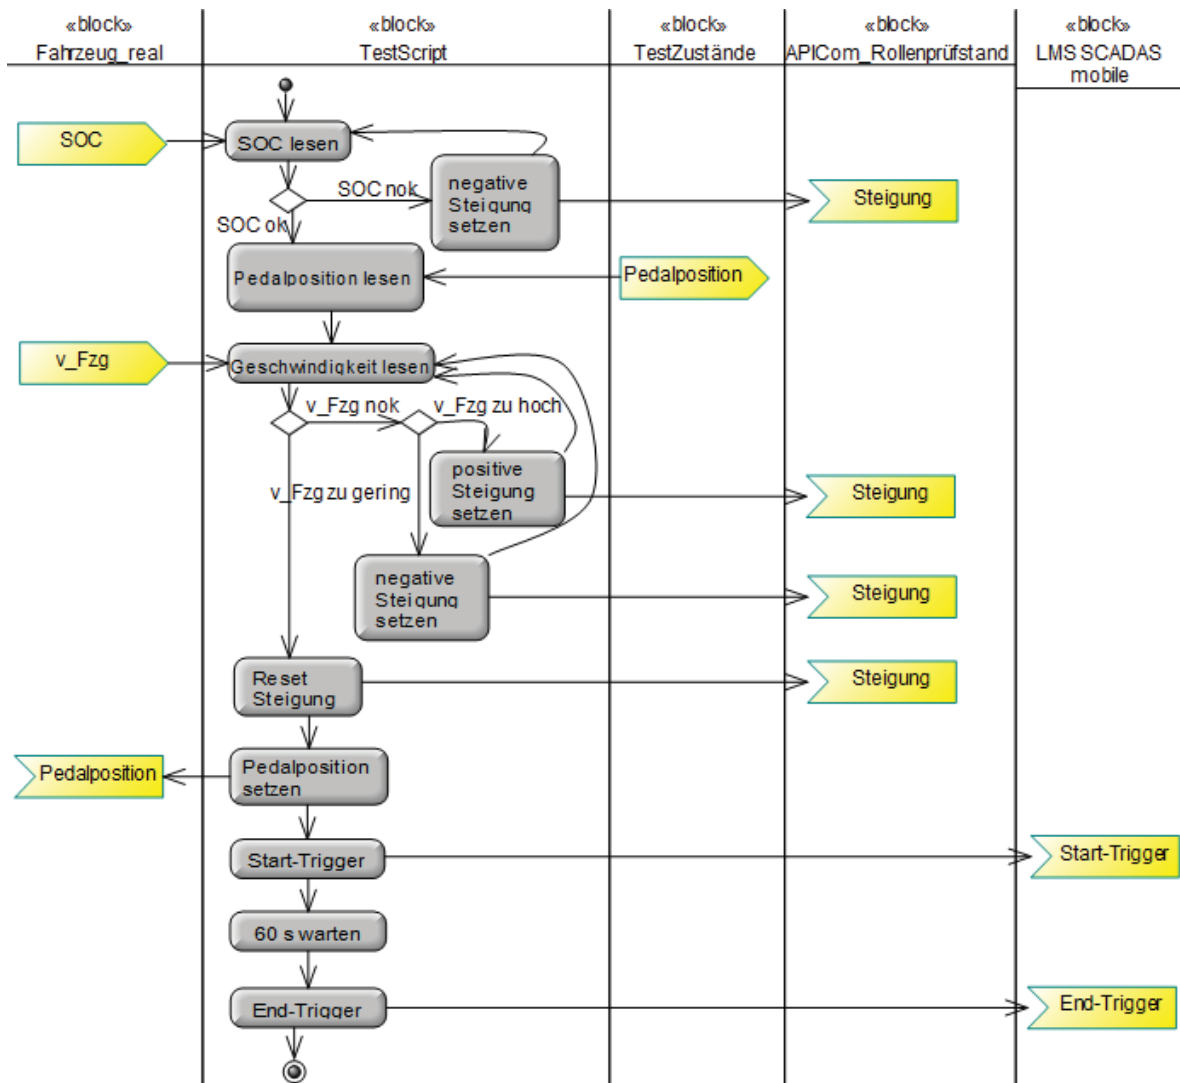 «block»
Fahrzeug_real
«block»
TestScript
«block»
TestZustände
«block»
APICom_Rollenprüfstand
«block»
LMS SCADAS
mobile
SOC
SOC lesen
SOC nok
negative
Steigung
setzen
Steigung
SOC ok
Pedalposition lesen
Pedalposition
v_Fzg
Geschwindigkeit lesen
v_Fzg nok
v_Fzg zu hoch
positive
Steigung
setzen
Steigung
v_Fzg zu gering
negative
Steigung
setzen
Steigung
Reset
Steigung
Steigung
Pedalposition
Pedalposition
setzen
Start-Trigger
Start-Trigger
60 s warten
End-Trigger
End-Trigger